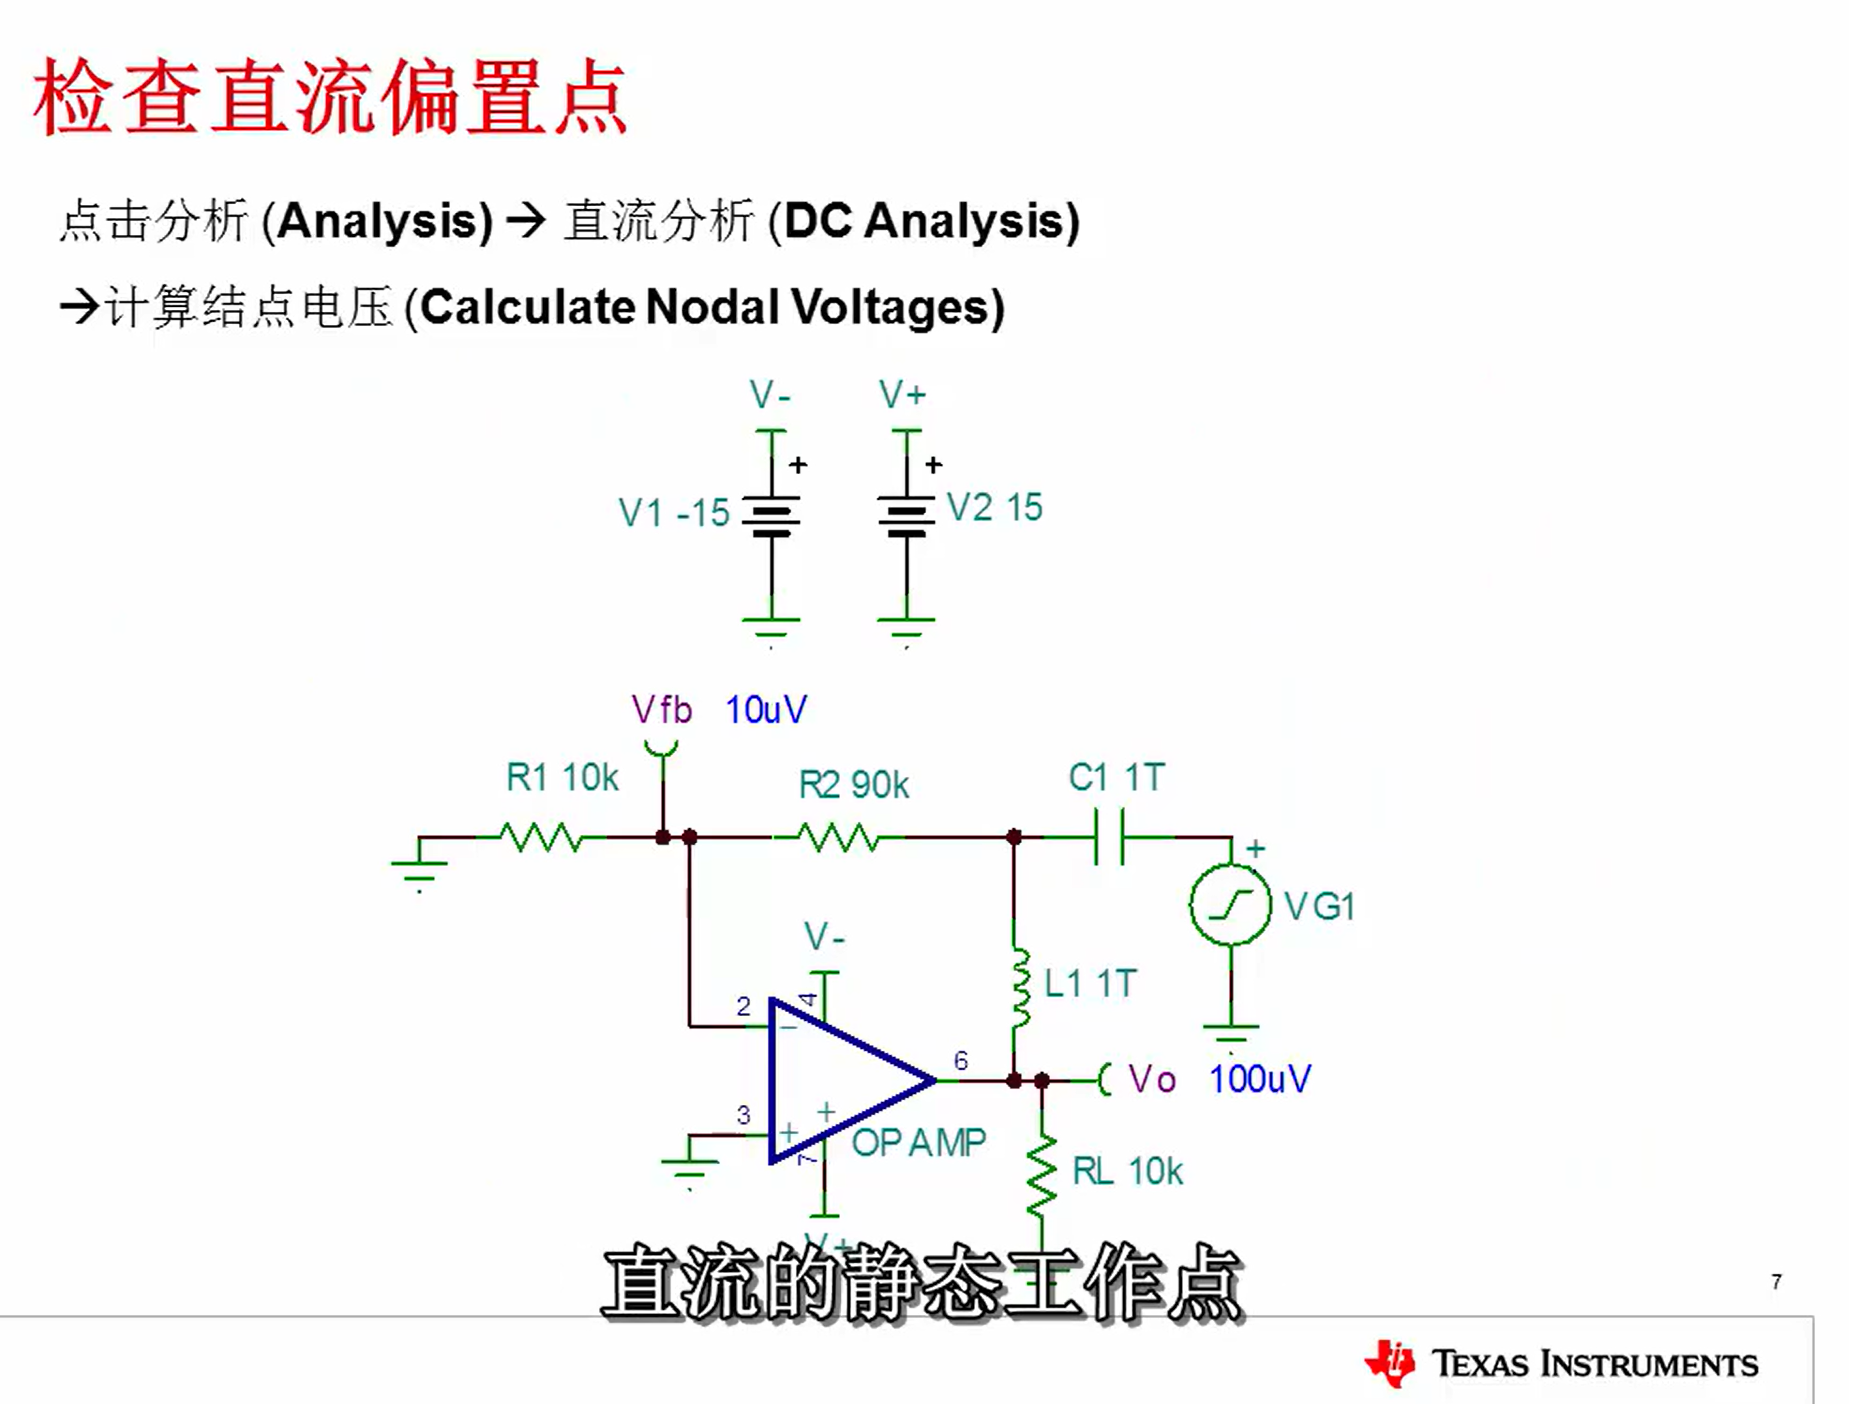 检查直流偏置点
点击分析 (Analysis) → 直流分析 (DC Analysis)
→计算结点电压 (Calculate Nodal Voltages)
V- V+
+ +
V1 -15 V2 15
Vfb 10uV
R1 10k R2 90k C1 1T
+
VG1
V-
L1 1T
2 4
-
6
Vo 100uV
3 + +
7 OPAMP
RL 10k
V+
直流的静态工作点
7
TEXAS INSTRUMENTS